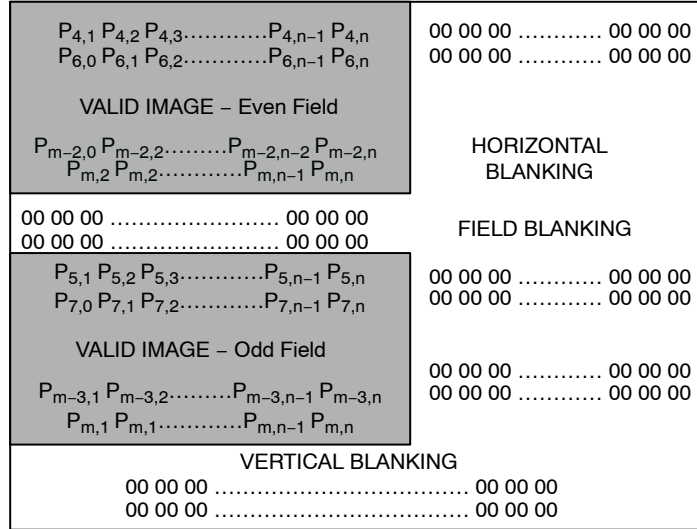 P4,1 P4,2 P4,3............P4,n−1 P4,n 00 00 00 ............ 00 00 00
P6,0 P6,1 P6,2............P6,n−1 P6,n 00 00 00 ............ 00 00 00
VALID IMAGE − Even Field
Pm−2,0 Pm−2,2.........Pm−2,n−2 Pm−2,n
Pm,2 Pm,2............Pm,n−1 Pm,n
HORIZONTAL
BLANKING
00 00 00 ........................ 00 00 00
00 00 00 ........................ 00 00 00
FIELD BLANKING
P5,1 P5,2 P5,3............P5,n−1 P5,n 00 00 00 ............ 00 00 00
P7,0 P7,1 P7,2............P7,n−1 P7,n 00 00 00 ............ 00 00 00
VALID IMAGE − Odd Field
00 00 00 ............ 00 00 00
00 00 00 ............ 00 00 00
Pm−3,1 Pm−3,2.........Pm−3,n−1 Pm−3,n
Pm,1 Pm,1............Pm,n−1 Pm,n
VERTICAL BLANKING
00 00 00 .................................... 00 00 00
00 00 00 .................................... 00 00 00